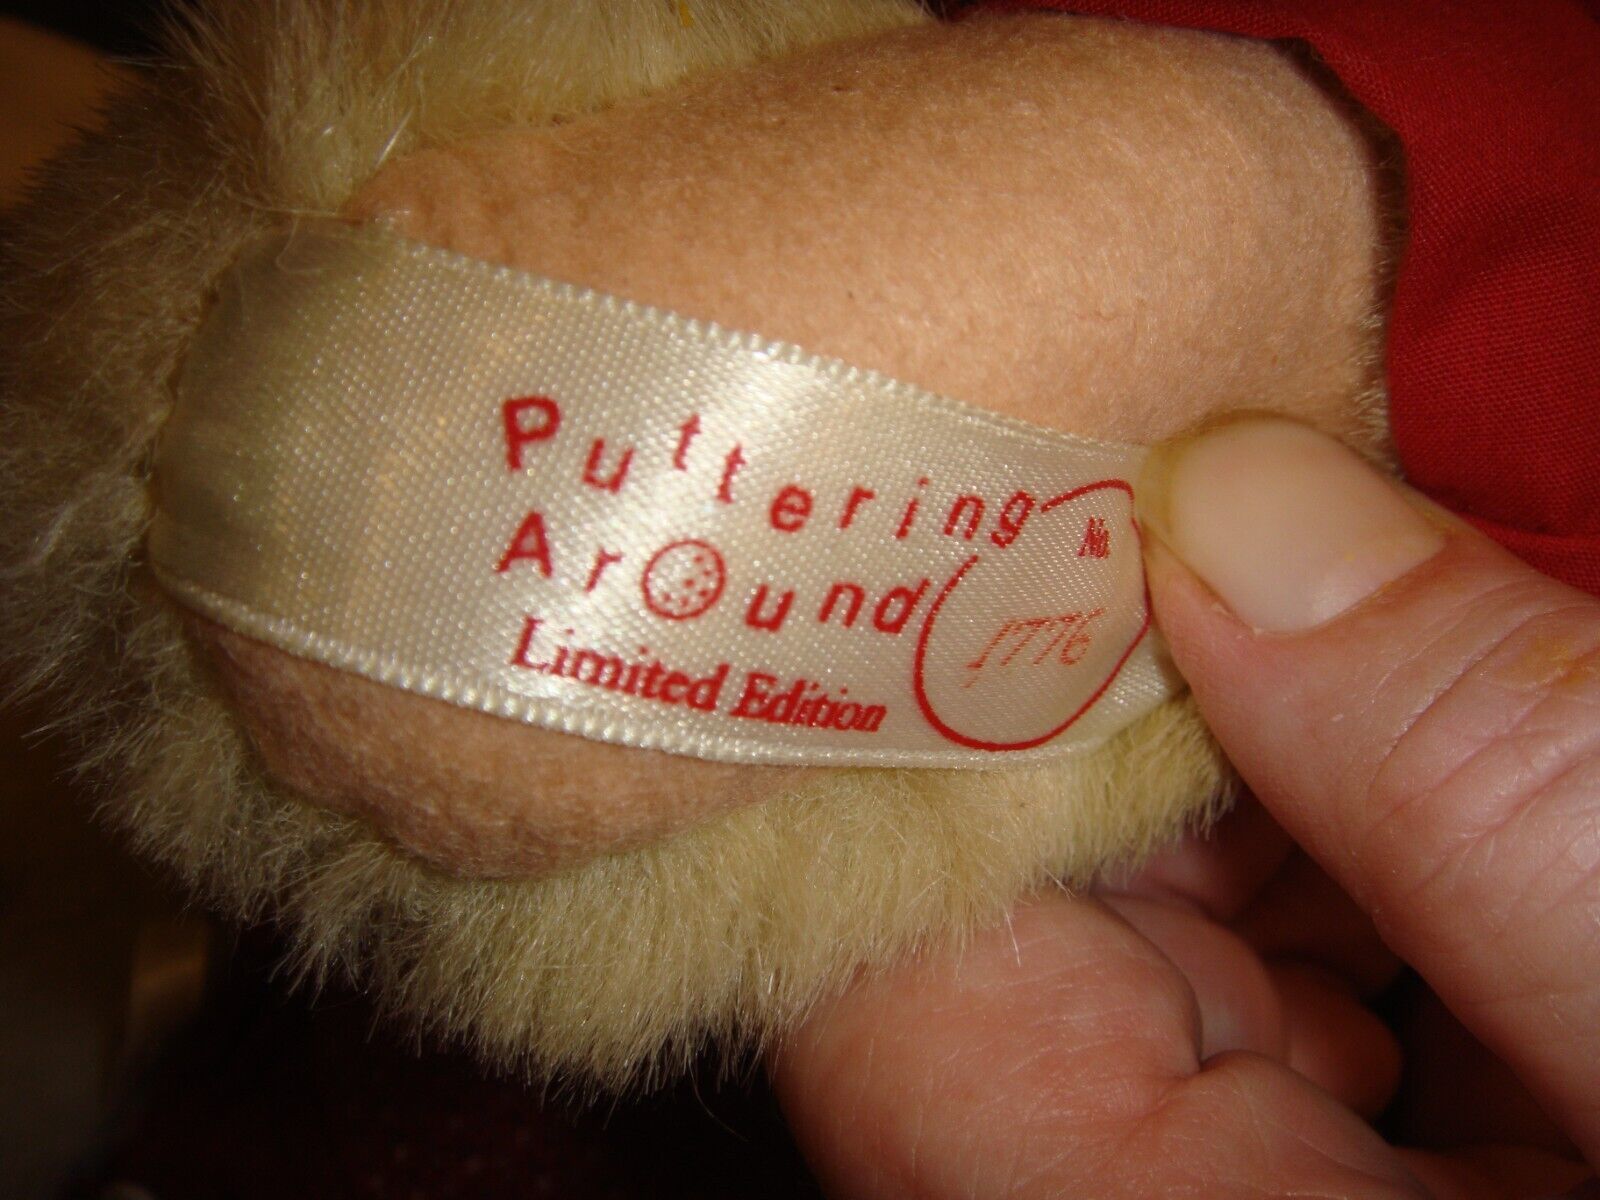 Puttering
Around
Limited Edition
No.
1776